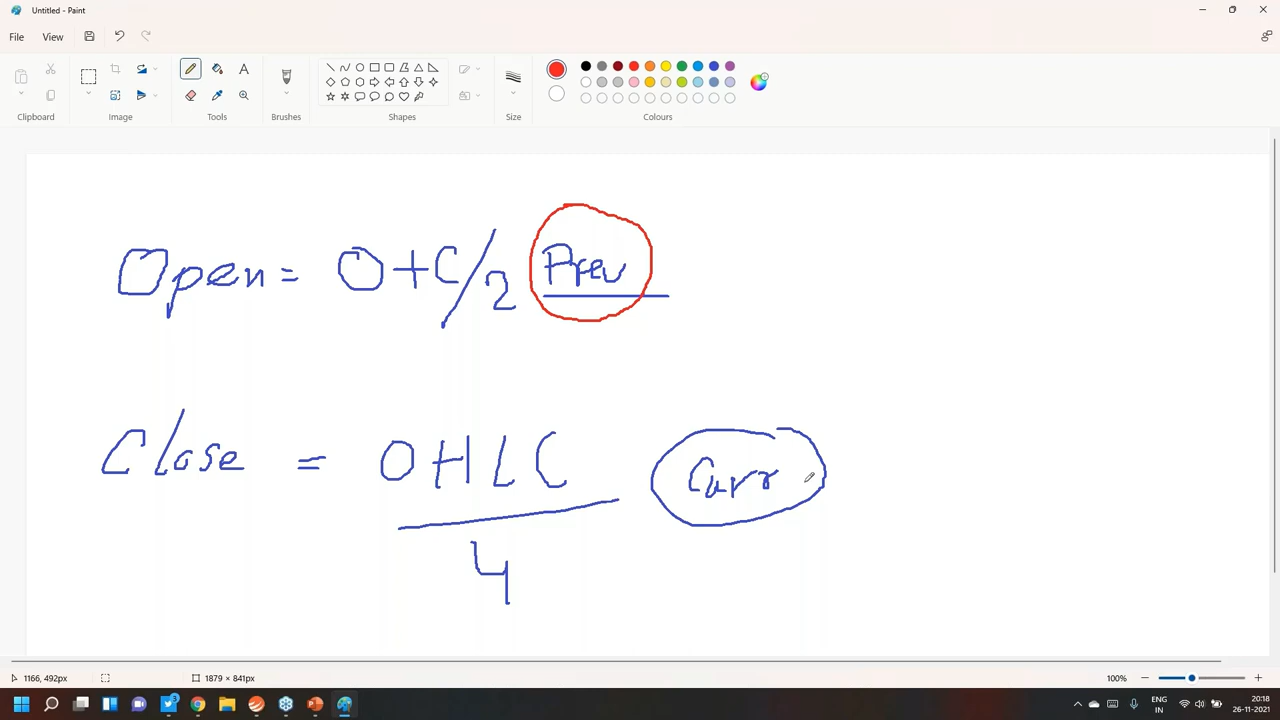 Untitled - Paint
File View
Clipboard Image Tools Brushes Shapes Size Colours
Open = O+C/2 Prev
Close = OHLC Curr
4
1166, 492px 1879 × 841px 100%
ENG 20:18
IN 26-11-2021